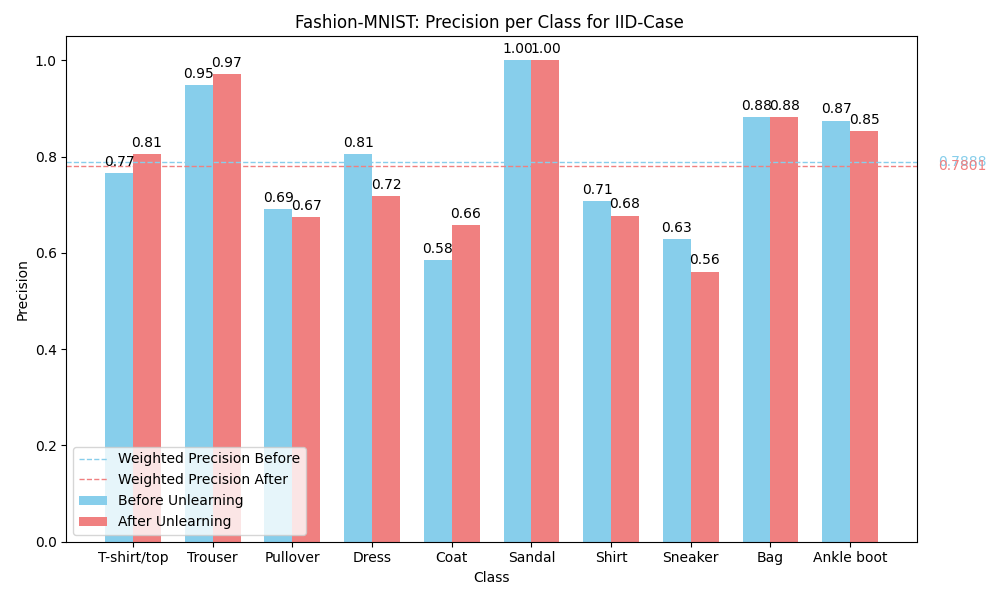 Fashion-MNIST: Precision per Class for IID-Case
Precision
1.0
0.8
0.6
0.4
0.2
0.0
0.77 0.81
0.95 0.97
0.69 0.67
0.81 0.72
0.58 0.66
1.00 1.00
0.71 0.68
0.63 0.56
0.88 0.88
0.87 0.85
0.7888
0.7801
Weighted Precision Before
Weighted Precision After
Before Unlearning
After Unlearning
T-shirt/top Trouser Pullover Dress Coat Sandal Shirt Sneaker Bag Ankle boot
Class